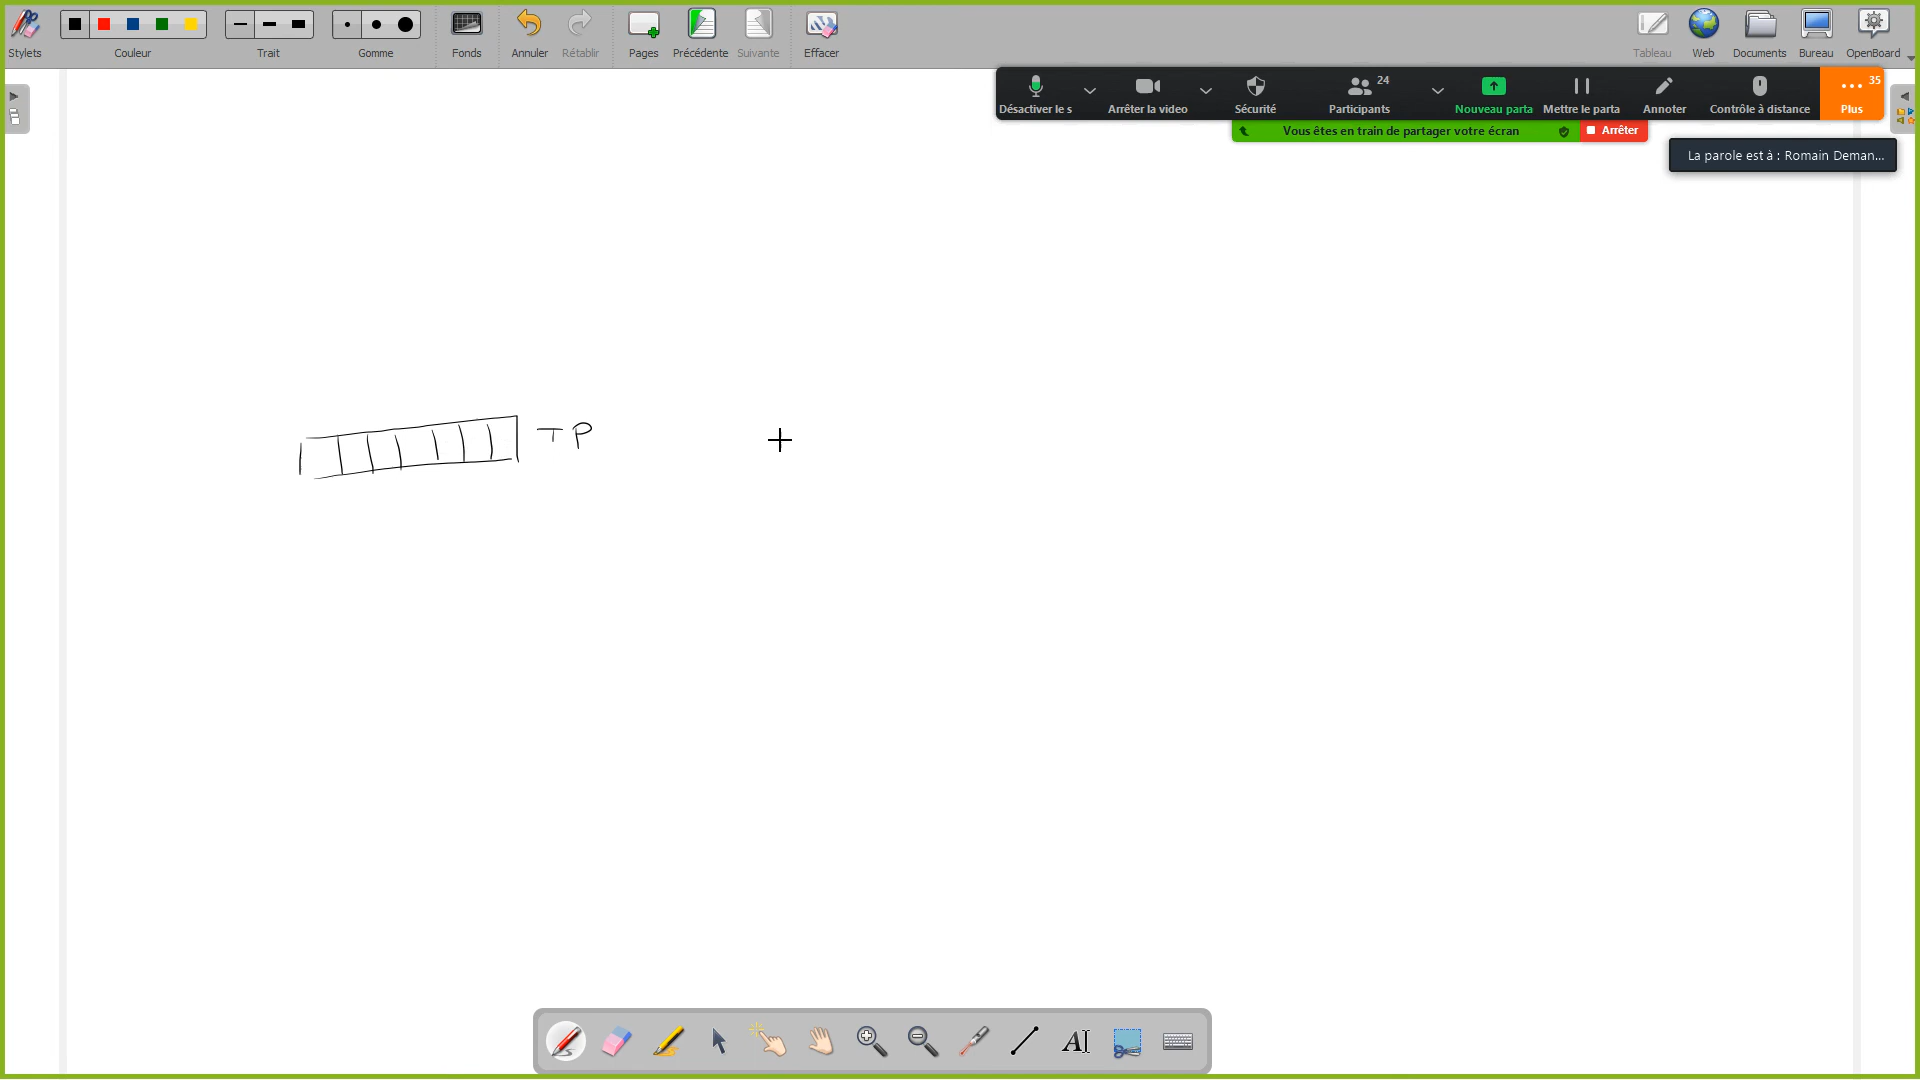 Stylets
Couleur
Trait
Gomme
Fonds
Annuler
Rétablir
Pages
Précédente
Suivante
Effacer
Tableau
Web
Documents
Bureau
OpenBoard
Désactiver le s
Arrêter la video
Sécurité
24
Participants
Nouveau parta
Mettre le parta
Annoter
Contrôle à distance
35
Plus
Vous êtes en train de partager votre écran
Arrêter
La parole est à : Romain Deman...
TP
AI